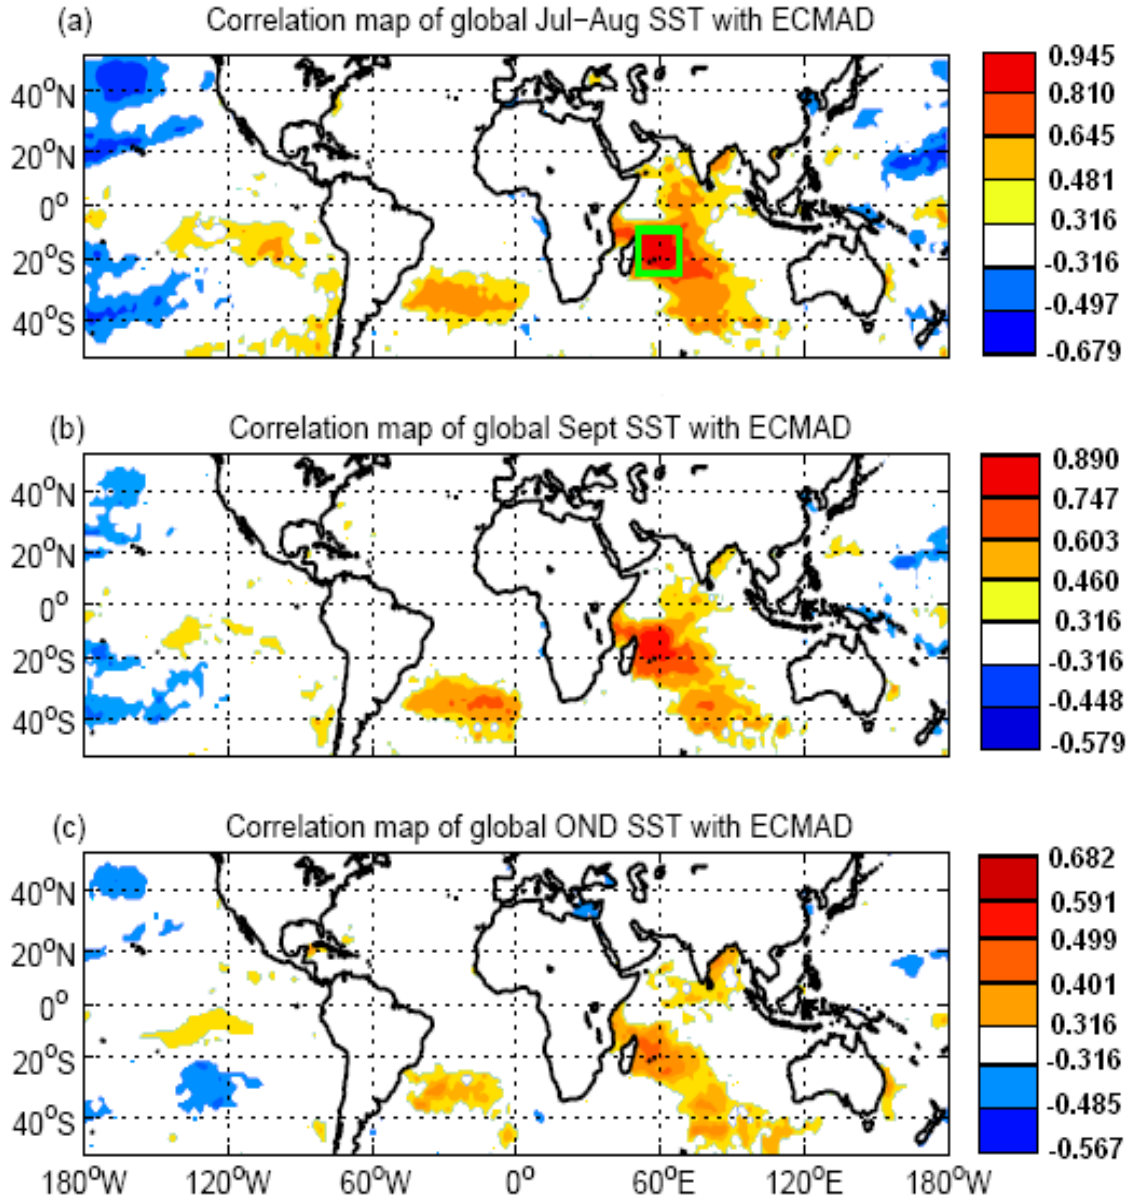 (a) Correlation map of global Jul−Aug SST with ECMAD
40°N
20°N
0°
20°S
40°S
0.945
0.810
0.645
0.481
0.316
-0.316
-0.497
-0.679
(b) Correlation map of global Sept SST with ECMAD
40°N
20°N
0°
20°S
40°S
0.890
0.747
0.603
0.460
0.316
-0.316
-0.448
-0.579
(c) Correlation map of global OND SST with ECMAD
40°N
20°N
0°
20°S
40°S
0.682
0.591
0.499
0.401
0.316
-0.316
-0.485
-0.567
180°W 120°W 60°W 0° 60°E 120°E 180°W